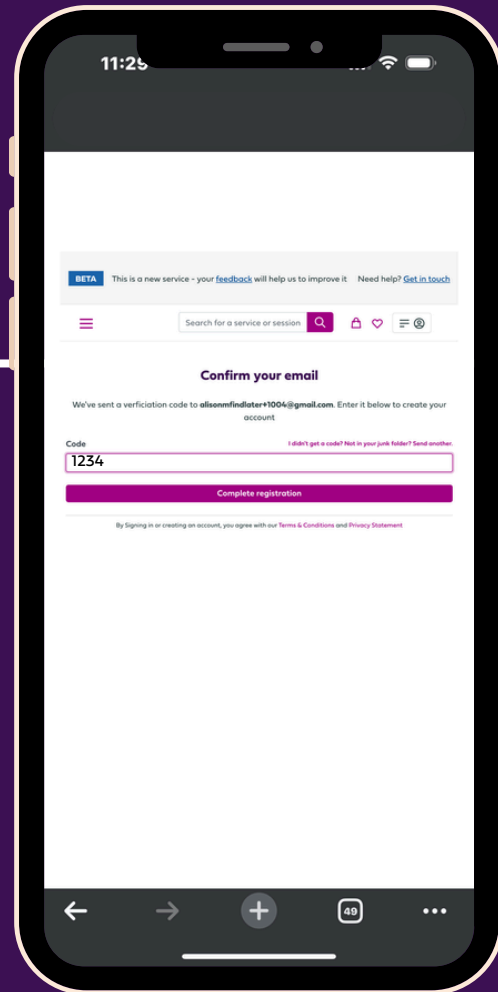 11:29
BETA This is a new service - your feedback will help us to improve it Need help? Get in touch
Search for a service or session
Confirm your email
We've sent a verficiation code to alisonmfindlater+1004@gmail.com. Enter it below to create your
account
Code I didn't get a code? Not in your junk folder? Send another.
1234
Complete registration
By Signing in or creating an account, you agree with our Terms & Conditions and Privacy Statement
49